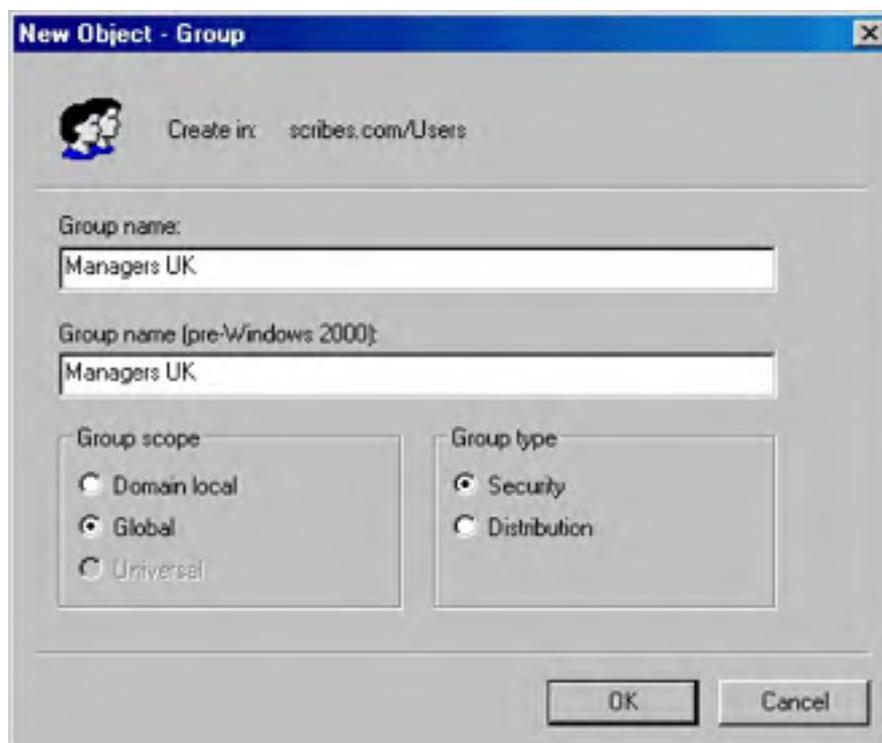 New Object - Group
Create in: scribes.com/Users
Group name:
Managers UK
Group name (pre-Windows 2000):
Managers UK
Group scope
Domain local
Global
Universal
Group type
Security
Distribution
OK
Cancel